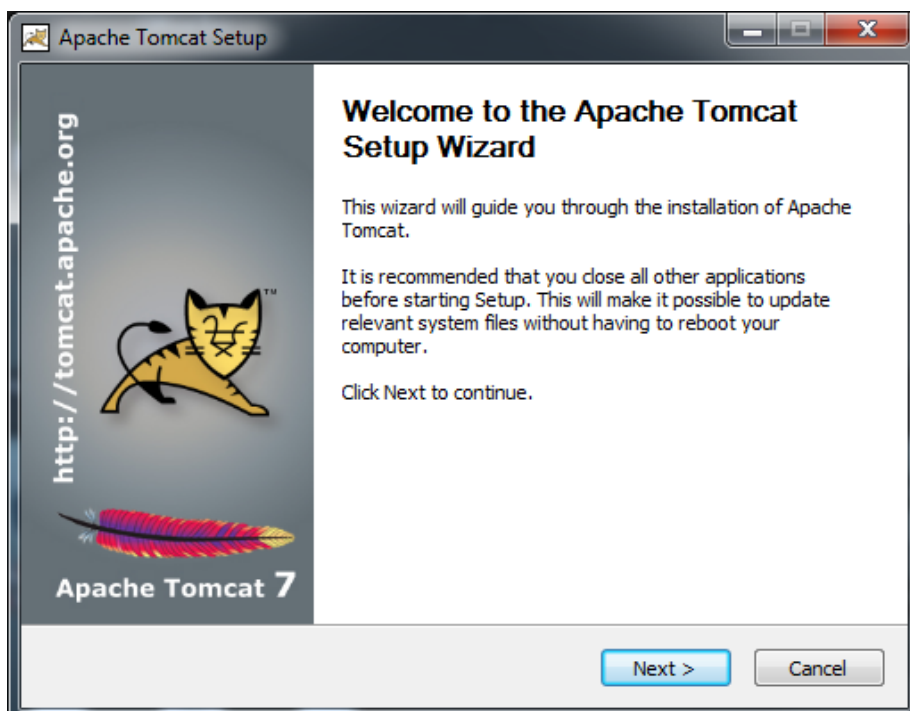 Apache Tomcat Setup
http://tomcat.apache.org
Welcome to the Apache Tomcat
Setup Wizard
This wizard will guide you through the installation of Apache
Tomcat.
It is recommended that you close all other applications
before starting Setup. This will make it possible to update
relevant system files without having to reboot your
computer.
Click Next to continue.
TM
Apache Tomcat 7
Next >
Cancel